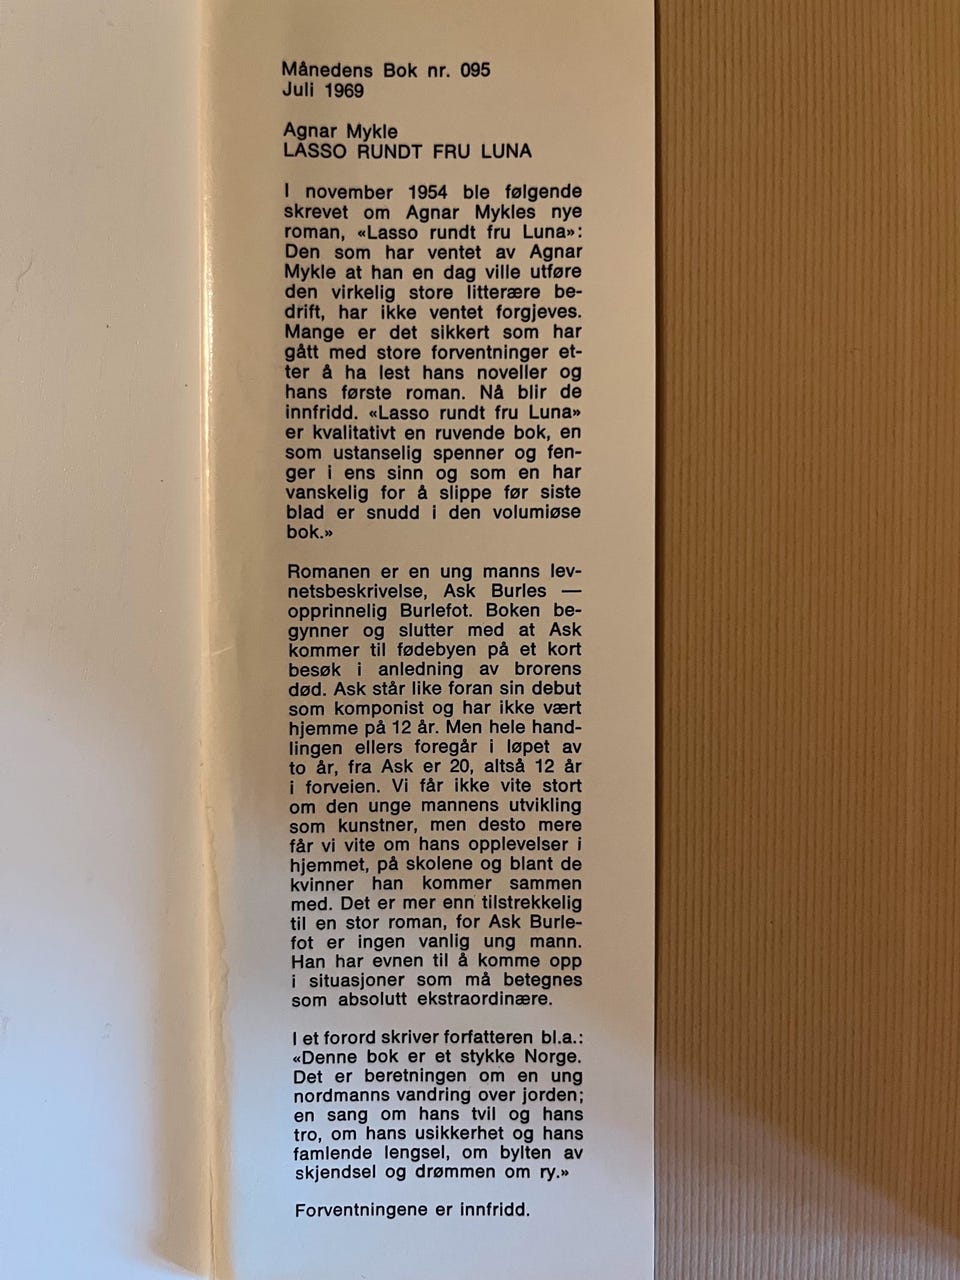 Månedens Bok nr. 095
Juli 1969
Agnar Mykle
LASSO RUNDT FRU LUNA
I november 1954 ble følgende
skrevet om Agnar Mykles nye
roman, «Lasso rundt fru Luna»:
Den som har ventet av Agnar
Mykle at han en dag ville utføre
den virkelig store litterære be-
drift, har ikke ventet forgjeves.
Mange er det sikkert som har
gått med store forventninger et-
ter å ha lest hans noveller og
hans første roman. Nå blir de
innfridd. «Lasso rundt fru Luna»
er kvalitativt en ruvende bok, en
som ustanselig spenner og fen-
ger i ens sinn og som en har
vanskelig for å slippe før siste
blad er snudd i den volumiøse
bok.»
Romanen er en ung manns lev-
netsbeskrivelse, Ask Burles —
opprinnelig Burlefot. Boken be-
gynner og slutter med at Ask
kommer til fødebyen på et kort
besøk i anledning av brorens
død. Ask står like foran sin debut
som komponist og har ikke vært
hjemme på 12 år. Men hele hand-
lingen ellers foregår i løpet av
to år, fra Ask er 20, altså 12 år
i forveien. Vi får ikke vite stort
om den unge mannens utvikling
som kunstner, men desto mere
får vi vite om hans opplevelser i
hjemmet, på skolene og blant de
kvinner han kommer sammen
med. Det er mer enn tilstrekkelig
til en stor roman, for Ask Burle-
fot er ingen vanlig ung mann.
Han har evnen til å komme opp
i situasjoner som må betegnes
som absolutt ekstraordinære.
I et forord skriver forfatteren bl.a.:
«Denne bok er et stykke Norge.
Det er beretningen om en ung
nordmanns vandring over jorden;
en sang om hans tvil og hans
tro, om hans usikkerhet og hans
famlende lengsel, om bylten av
skjendsel og drømmen om ry.»
Forventningene er innfridd.